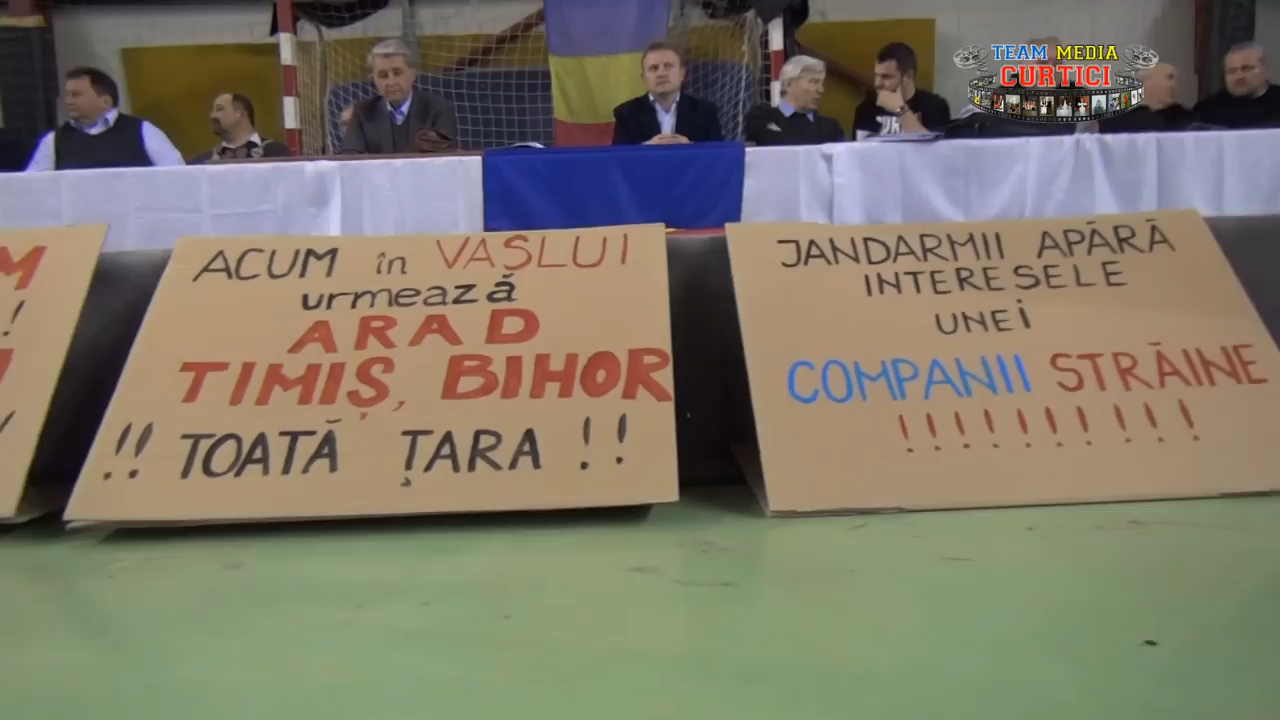 TEAM MEDIA
CURTICI
M
!
ACUM în VAȘLUI
urmează
ARAD
TIMIȘ, BIHOR
!! TOATĂ ȚARA !!
JANDARMII APĂRĂ
INTERESELE
UNEi
COMPANII STRĂINE
!!!!!!!!!!!